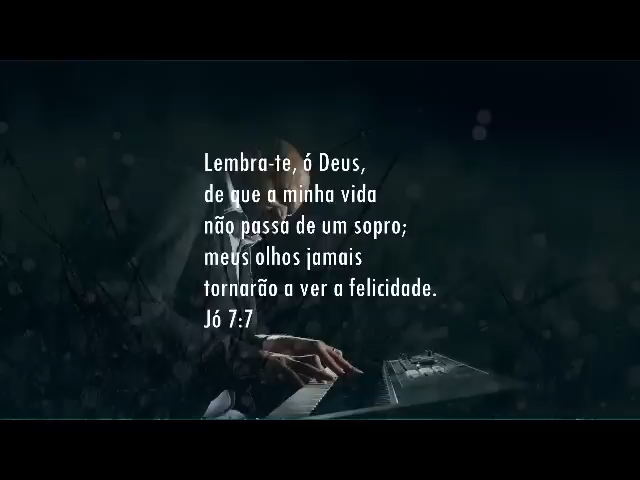 Lembra-te, ó Deus,
de que a minha vida
não passa de um sopro;
meus olhos jamais
tornarão a ver a felicidade.
Jó 7:7